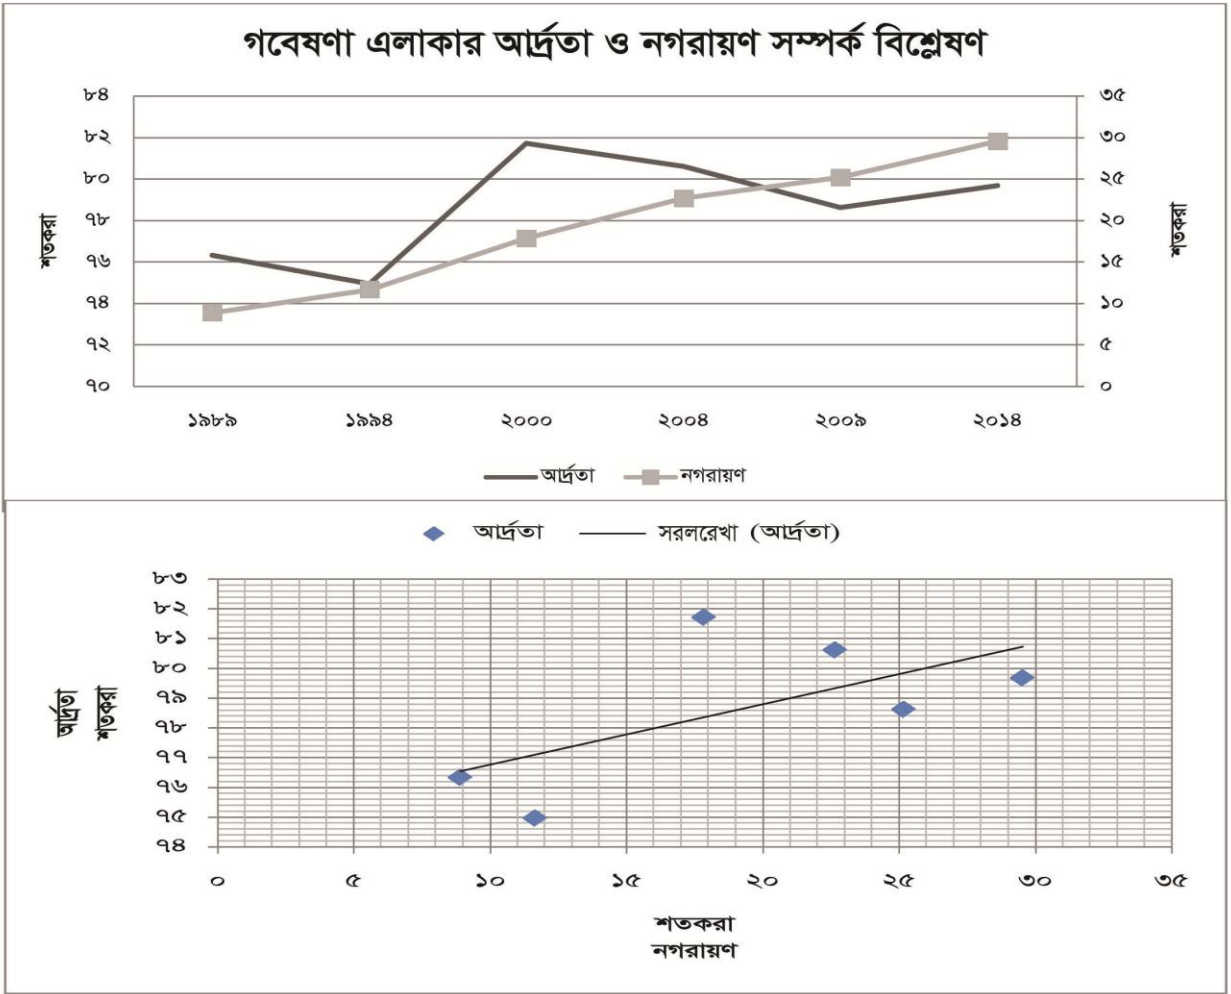 গবেষণা এলাকার আর্দ্রতা ও নগরায়ণ সম্পর্ক বিশ্লেষণ
৮৪
৮২
৮০
৭৮
৭৬
৭৪
৭২
৭০
শতকরা
৩৫
৩০
২৫
২০
১৫
১০
৫
০
শতকরা
১৯৮৯ ১৯৯৪ ২০০০ ২০০৪ ২০০৯ ২০১৪
আর্দ্রতা নগরায়ণ
আর্দ্রতা সরলরেখা (আর্দ্রতা)
৮৩
৮২
৮১
৮০
৭৯
৭৮
৭৭
৭৬
৭৫
৭৪
আর্দ্রতা
শতকরা
০ ৫ ১০ ১৫ ২০ ২৫ ৩০ ৩৫
শতকরা
নগরায়ণ